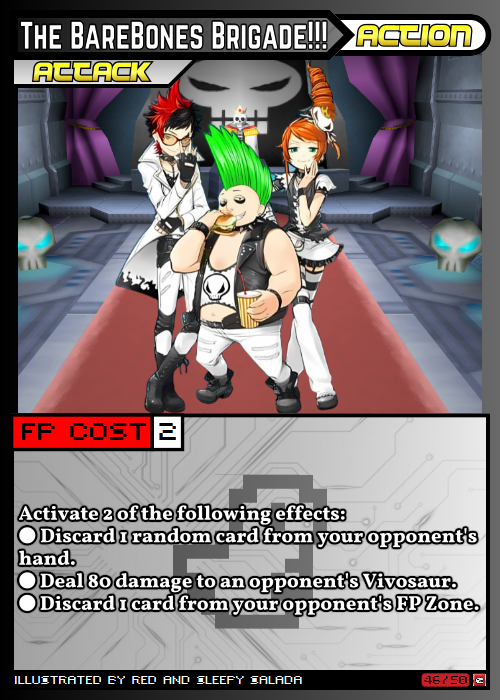 The BareBones Brigade!!!
ACTION
ATTACK
FP COST 2
Activate 2 of the following effects:
● Discard 1 random card from your opponent's
hand.
● Deal 80 damage to an opponent's Vivosaur.
● Discard 1 card from your opponent's FP Zone.
ILLUSTRATED BY RED AND SLEEPY SALADA
46/50